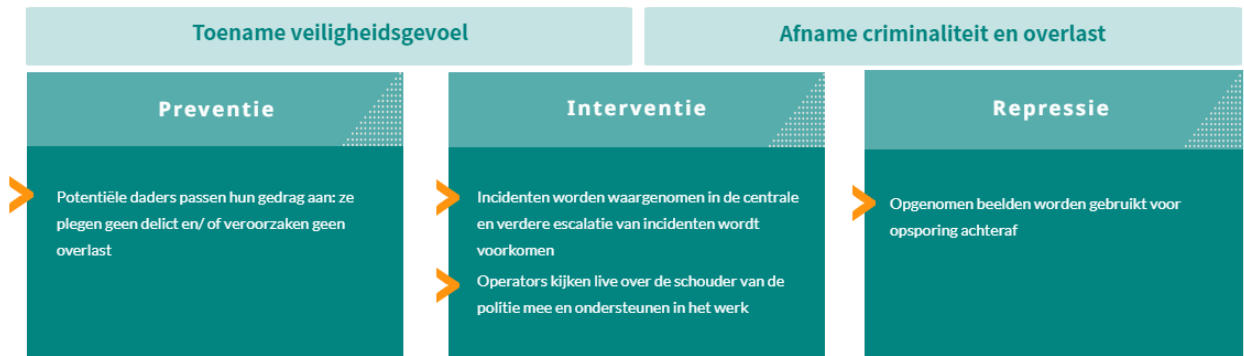 Toename veiligheidsgevoel
Afname criminaliteit en overlast
Preventie
Potentiële daders passen hun gedrag aan: ze
plegen geen delict en/ of veroorzaken geen
overlast
Interventie
Incidenten worden waargenomen in de centrale
en verdere escalatie van incidenten wordt
voorkomen
Operators kijken live over de schouder van de
politie mee en ondersteunen in het werk
Repressie
Opgenomen beelden worden gebruikt voor
opsporing achteraf